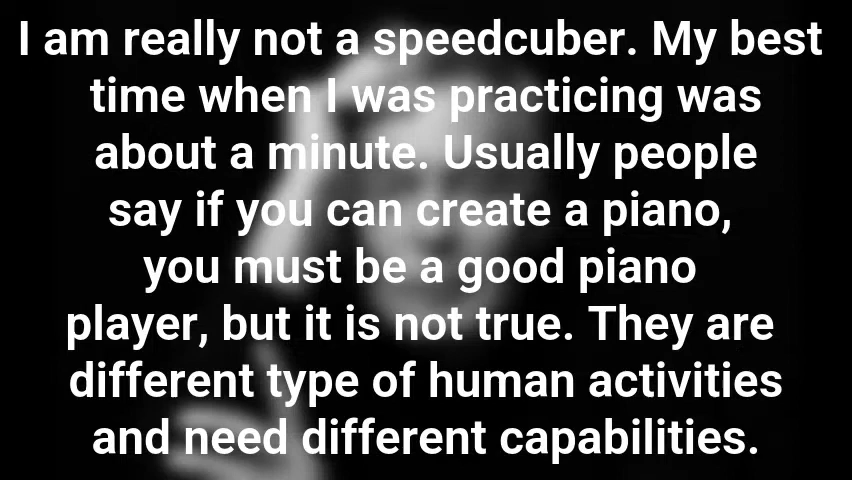 I am really not a speedcuber. My best
time when I was practicing was
about a minute. Usually people
say if you can create a piano,
you must be a good piano
player, but it is not true. They are
different type of human activities
and need different capabilities.